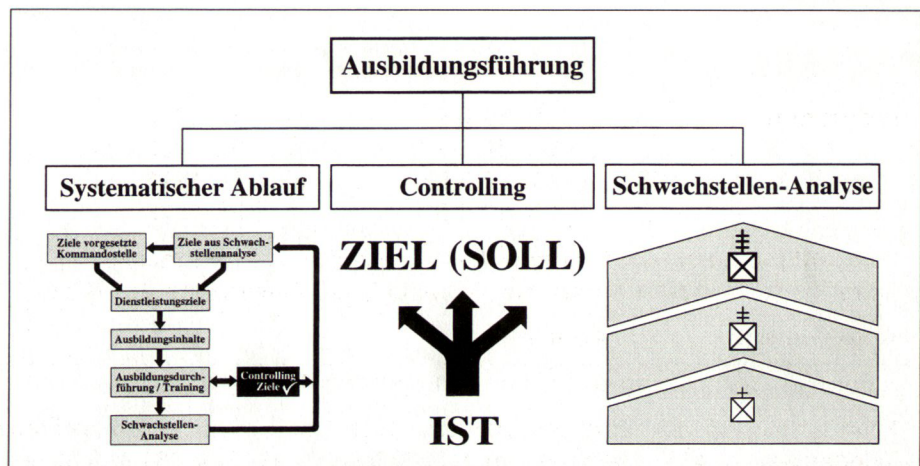 Ausbildungsführung
Systematischer Ablauf
Controlling
Schwachstellen-Analyse
Ziele vorgesetzte
Kommandostelle
Ziele aus Schwach-
stellenanalyse
Dienstleistungsziele
Ausbildungsinhalte
Ausbildungsdurch-
führung / Training
Controlling
Ziele
Schwachstellen-
Analyse
ZIEL (SOLL)
IST